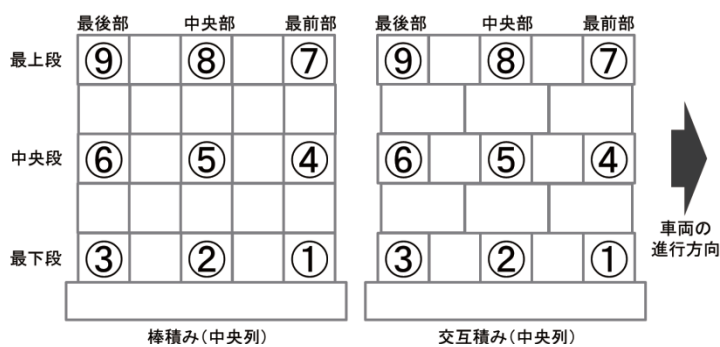 最後部 中央部 最前部 最後部 中央部 最前部
最上段 ⑨ ⑧ ⑦ ⑨ ⑧ ⑦
中央段 ⑥ ⑤ ④ ⑥ ⑤ ④
車両の
進行方向
最下段 ③ ② ① ③ ② ①
棒積み(中央列) 交互積み(中央列)